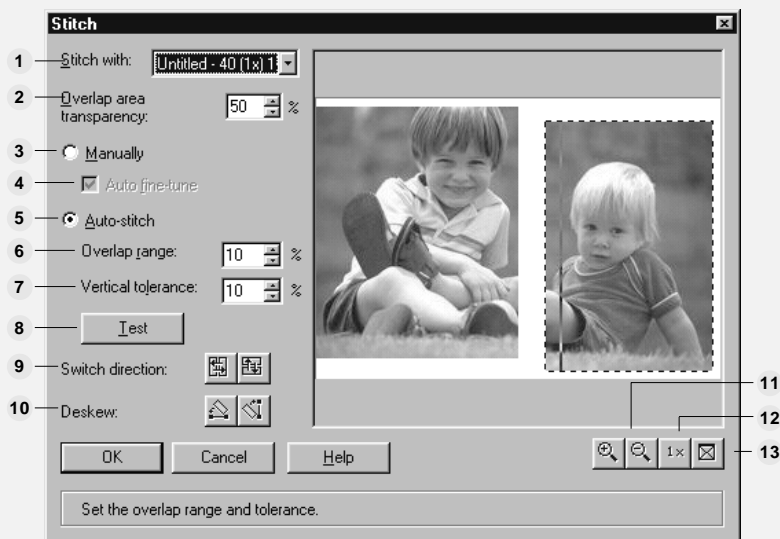 Stitch
1 Stitch with: Untitled - 40 (1x) 1
2 Overlap area transparency: 50 %
3 Manually
4 Auto fine-tune
5 Auto-stitch
6 Overlap range: 10 %
7 Vertical tolerance: 10 %
8 Test
9 Switch direction:
10 Deskew:
11
12
13
OK Cancel Help 1x
Set the overlap range and tolerance.